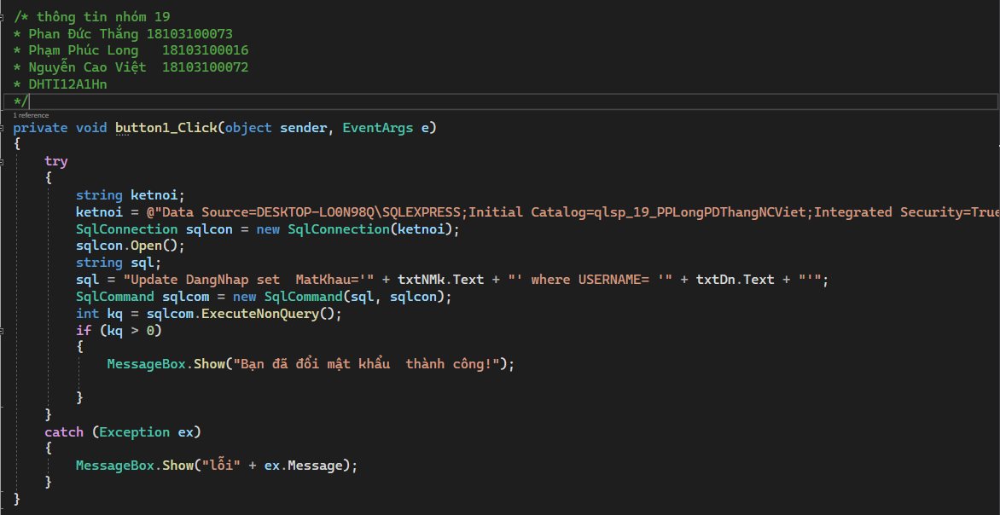 /* thông tin nhóm 19
* Phan Đức Thắng 18103100073
* Phạm Phúc Long   18103100016
* Nguyễn Cao Việt  18103100072
* DHTI12A1Hn
*/
1 reference
private void button1_Click(object sender, EventArgs e)
{
    try
    {
        string ketnoi;
        ketnoi = @"Data Source=DESKTOP-LO0N98Q\SQLEXPRESS;Initial Catalog=qlsp_19_PPLongPDThangNCViet;Integrated Security=True
        SqlConnection sqlcon = new SqlConnection(ketnoi);
        sqlcon.Open();
        string sql;
        sql = "Update DangNhap set  MatKhau='" + txtNMk.Text + "' where USERNAME= '" + txtDn.Text + "'";
        SqlCommand sqlcom = new SqlCommand(sql, sqlcon);
        int kq = sqlcom.ExecuteNonQuery();
        if (kq > 0)
        {
            MessageBox.Show("Bạn đã đổi mật khẩu  thành công!");
        }
    }
    catch (Exception ex)
    {
        MessageBox.Show("lỗi" + ex.Message);
    }
}